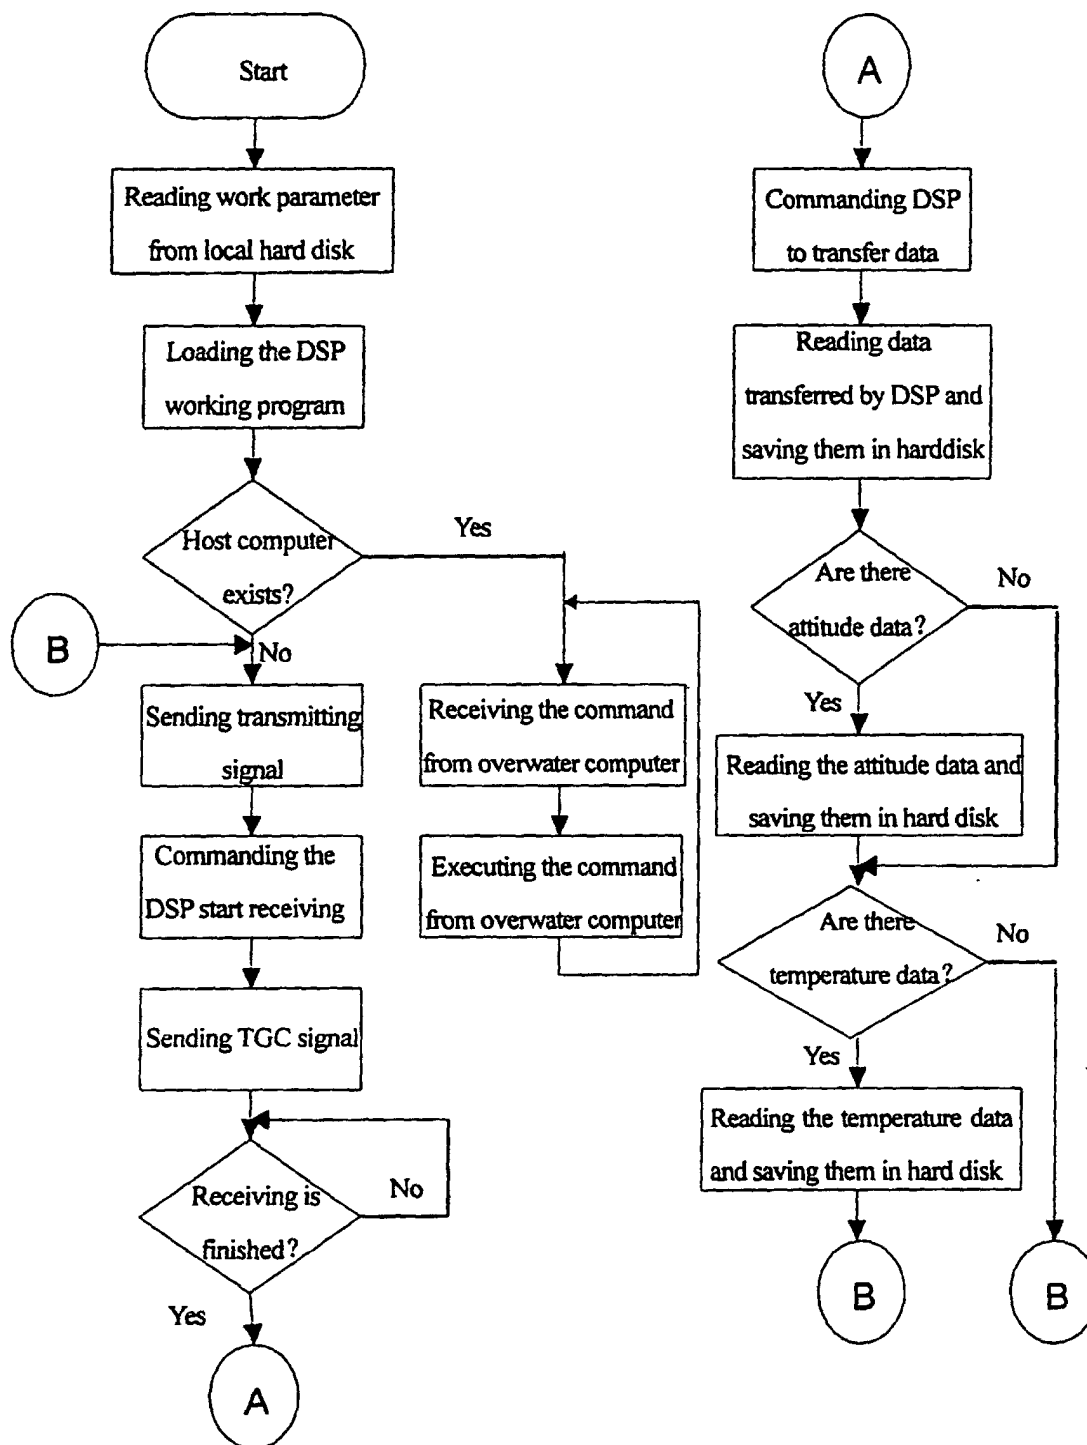 Start
Reading work parameter
from local hard disk
Loading the DSP
working program
Host computer
exists?
Yes
B
No
Sending transmitting
signal
Receiving the command
from overwater computer
Commanding the
DSP start receiving
Executing the command
from overwater computer
Sending TGC signal
Receiving is
finished?
No
Yes
A
A
Commanding DSP
to transfer data
Reading data
transferred by DSP and
saving them in harddisk
Are there
attitude data?
No
Yes
Reading the attitude data and
saving them in hard disk
Are there
temperature data?
No
Yes
Reading the temperature data
and saving them in hard disk
B
B